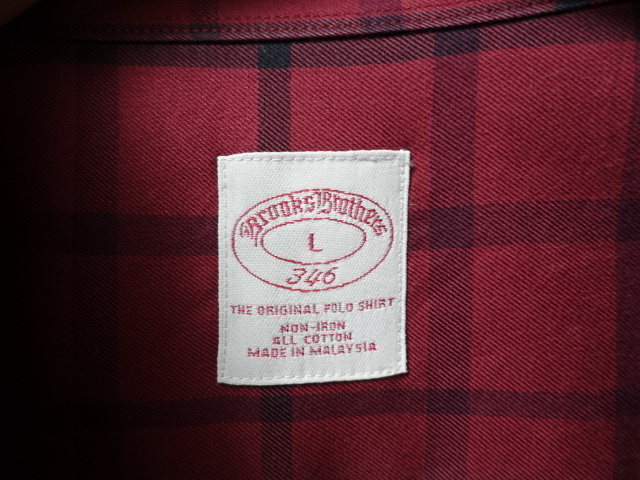 Brooks Brothers
L
346
THE ORIGINAL POLO SHIRT
NON-IRON
ALL COTTON
MADE IN MALAYSIA